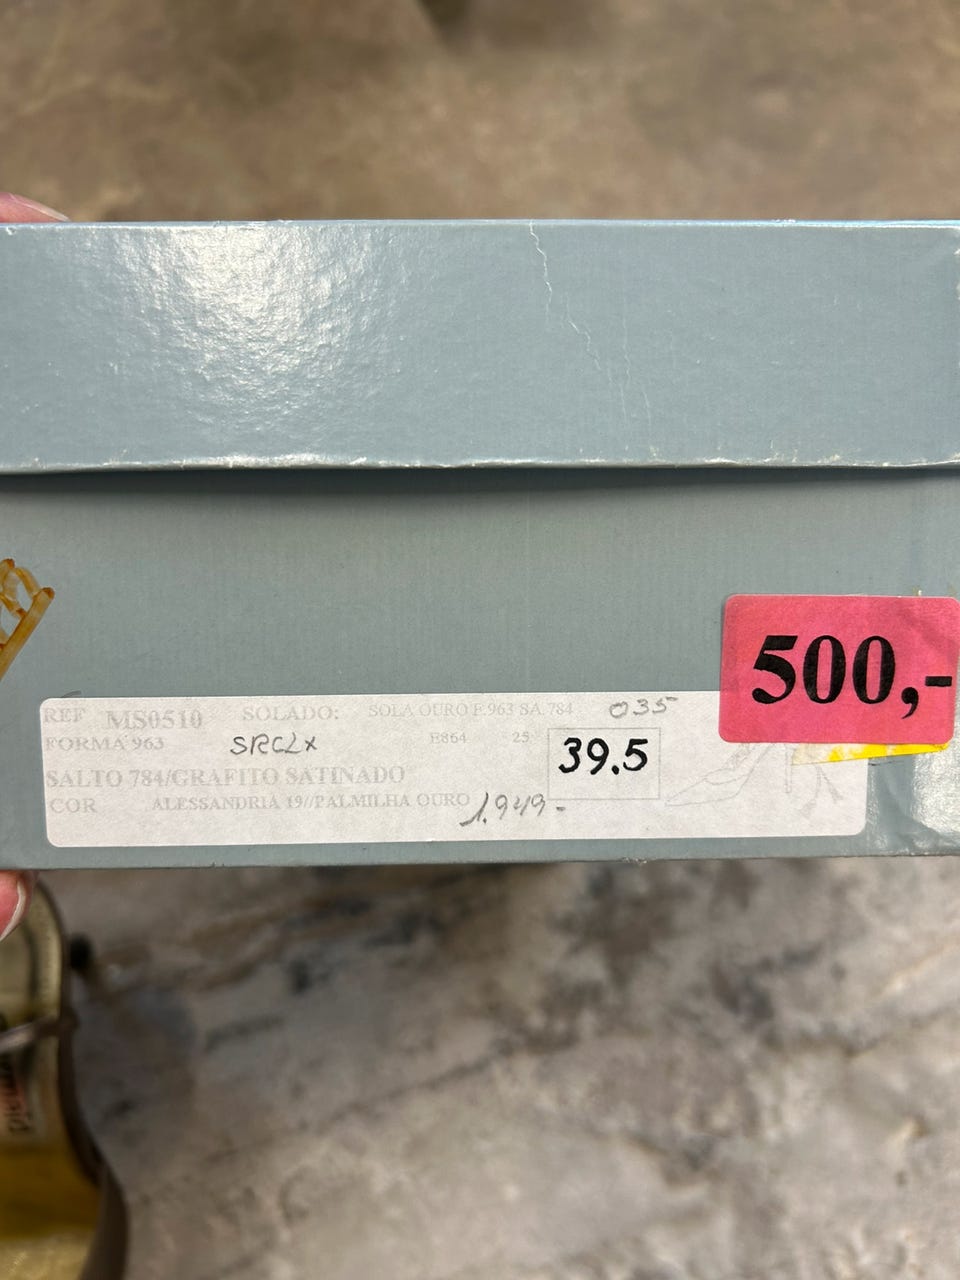 500,-
REF MS0510 SOLADO: SOLA OURO F.963 SA.784 035
FORMA 963 SRCLX E864 25 39.5
SALTO 784/GRAFITO SATINADO
COR ALESSANDRIA 19//PALMILHA OURO 1.949-